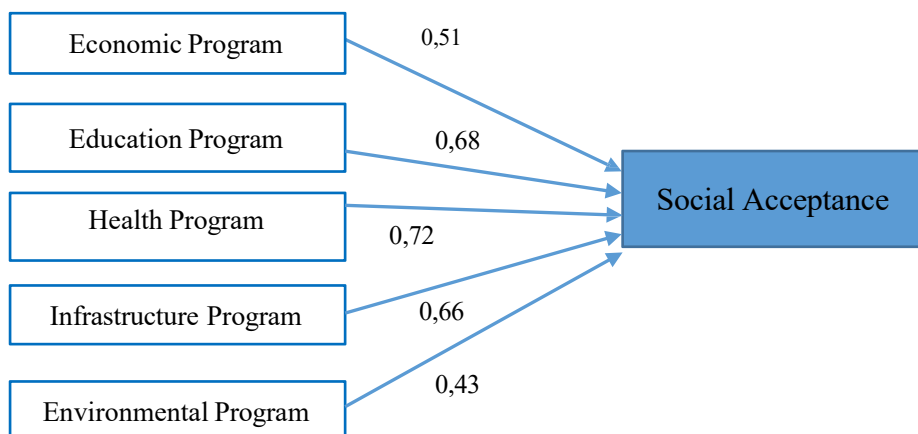 Economic Program
0,51
Education Program
0,68
Social Acceptance
Health Program
0,72
Infrastructure Program
0,66
Environmental Program
0,43